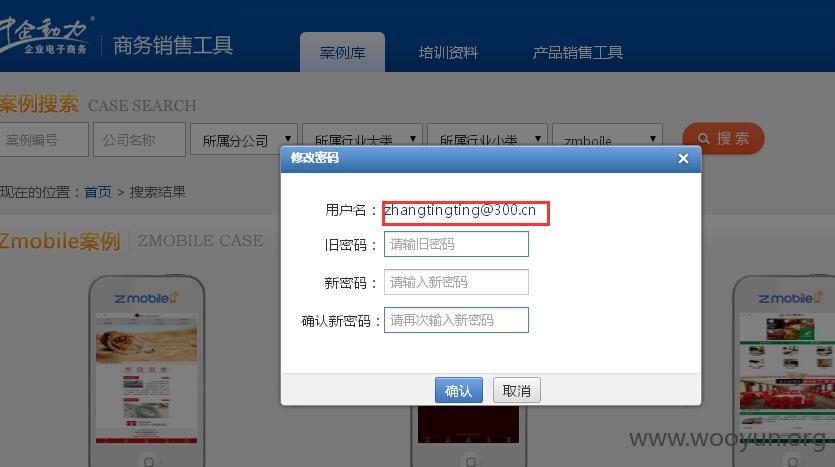 中企动力
企业电子商务
商务销售工具
案例库
培训资料
产品销售工具
案例搜索 CASE SEARCH
案例编号
公司名称
所属分公司
所属行业大类
所属行业小类
zmboile
搜索
现在的位置：首页 > 搜索结果
Zmobile案例 ZMOBILE CASE
zmobile
zmobile
修改密码
用户名：zhangtingting@300.cn
旧密码：请输旧密码
新密码：请输入新密码
确认新密码：请再次输入新密码
确认
取消
www.wooyun.org